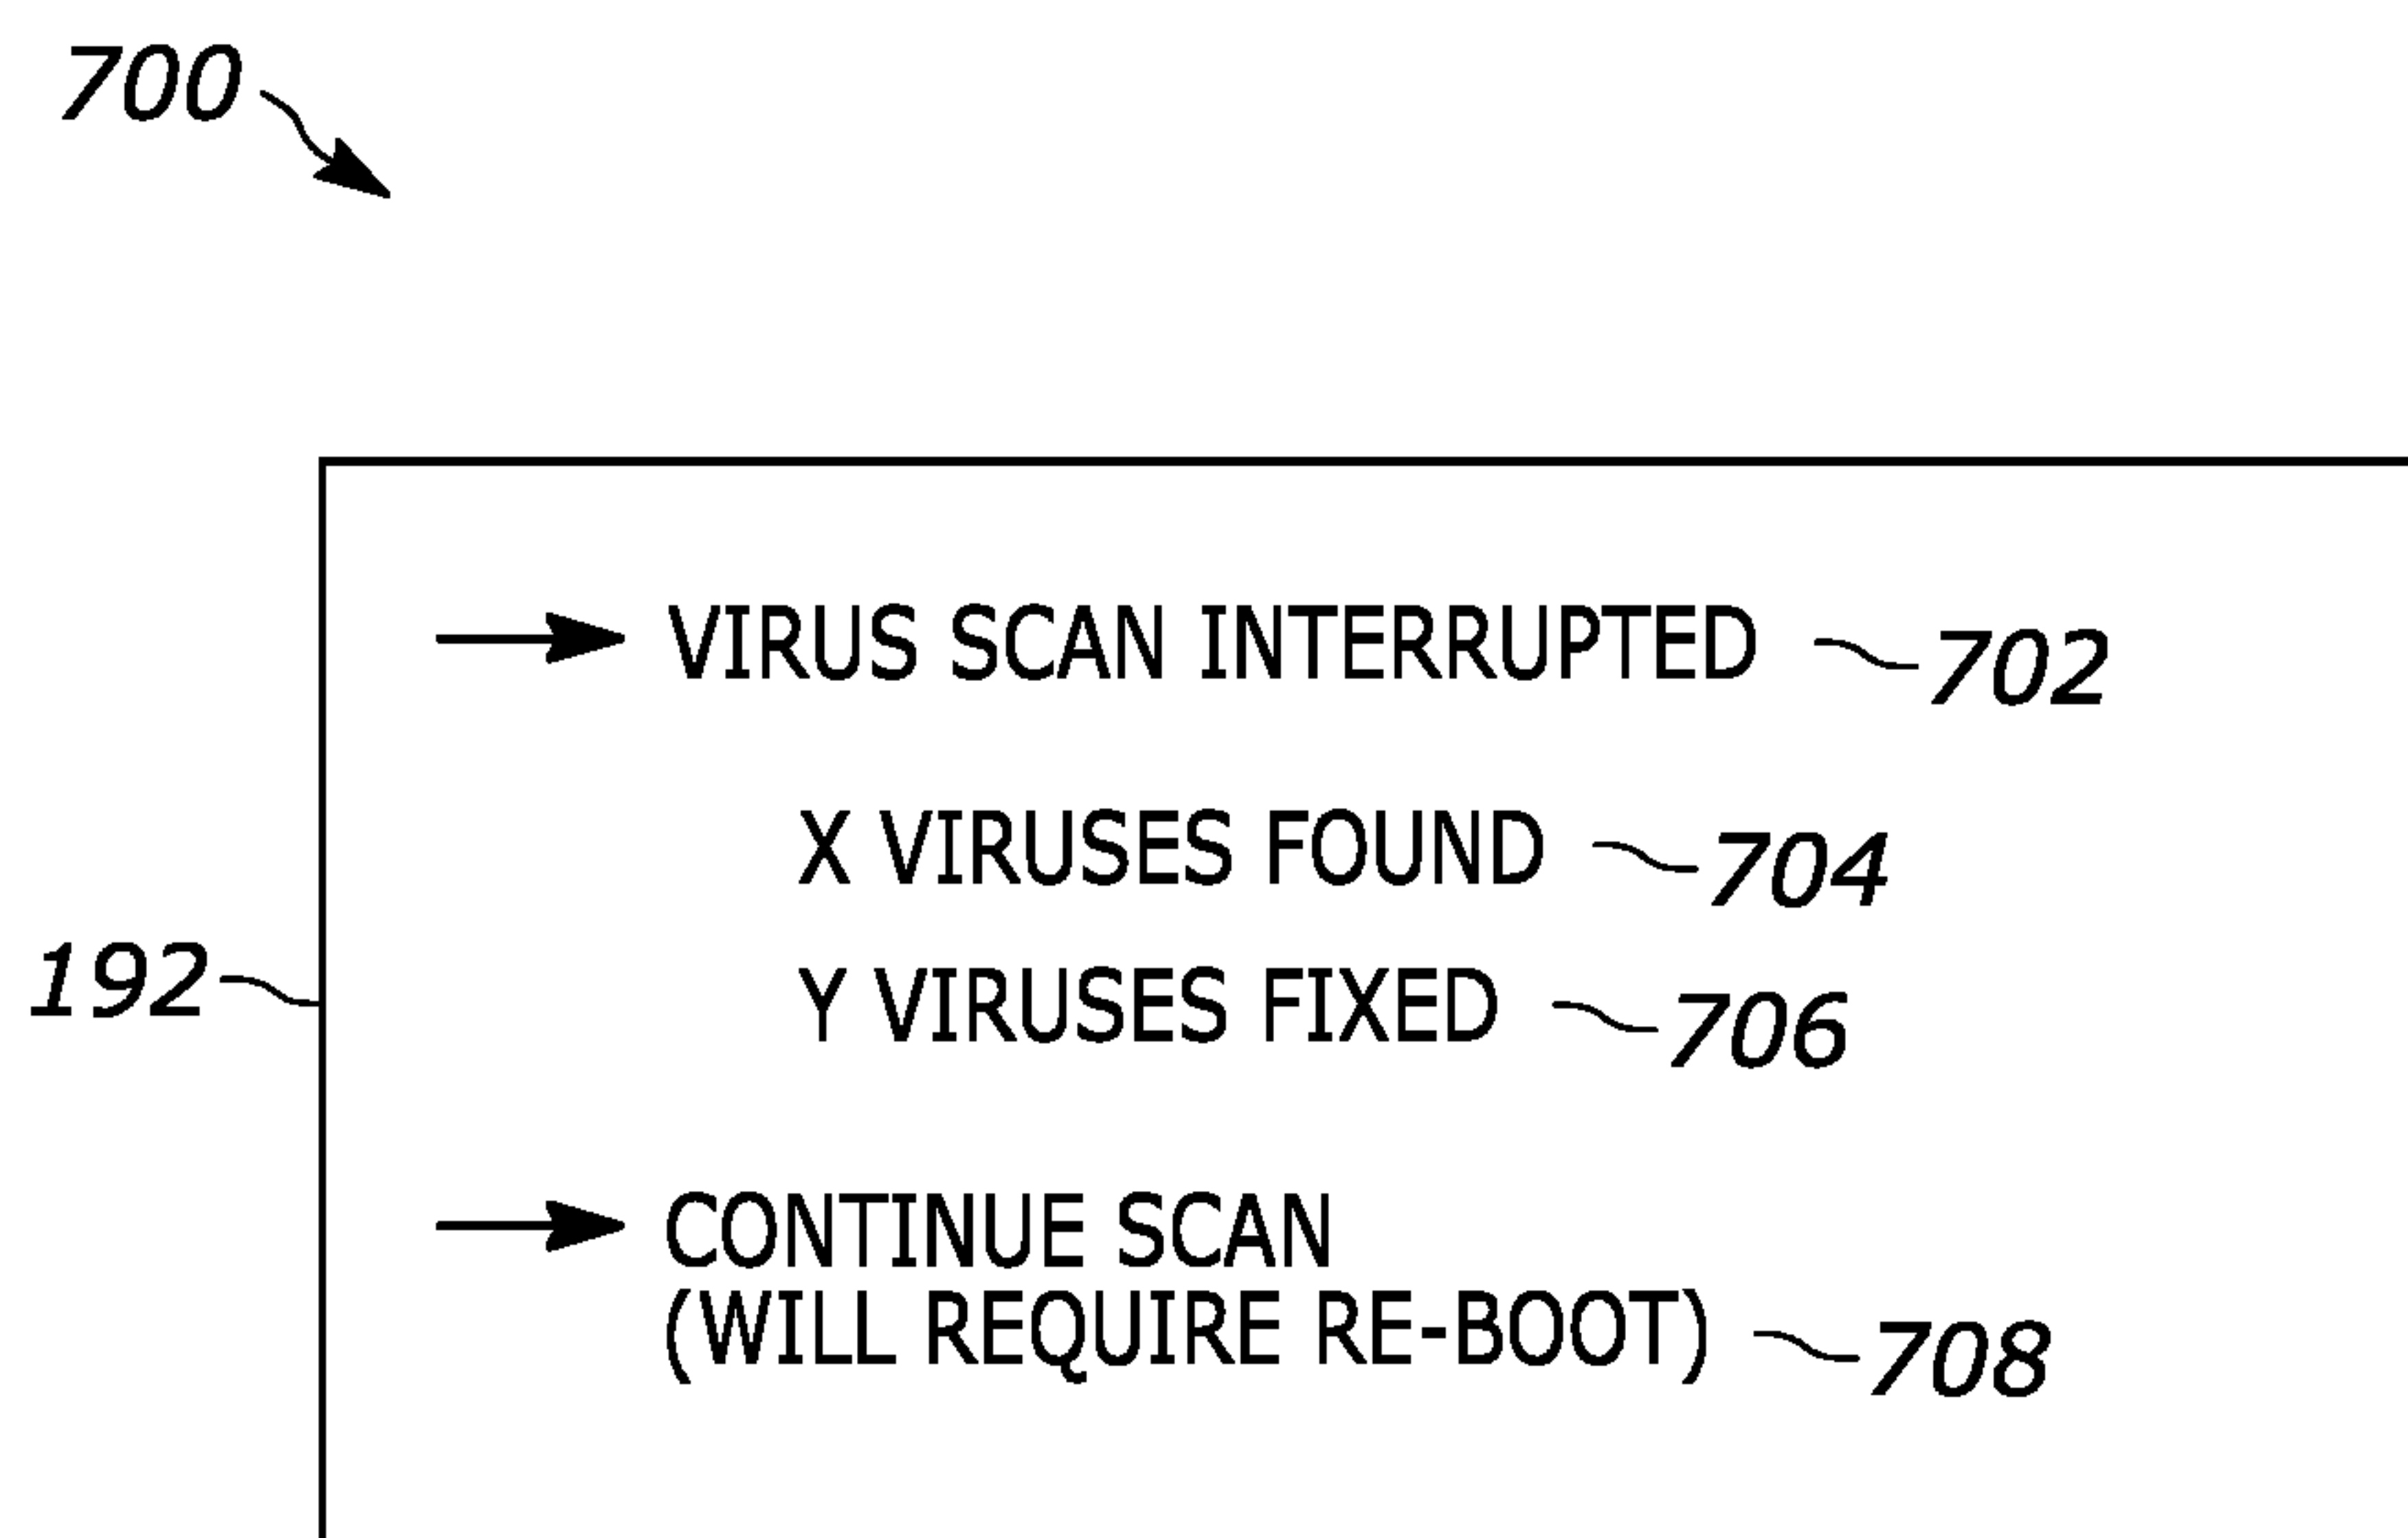 700
VIRUS SCAN INTERRUPTED 702
X VIRUSES FOUND 704
192
Y VIRUSES FIXED 706
CONTINUE SCAN
(WILL REQUIRE RE-BOOT) 708